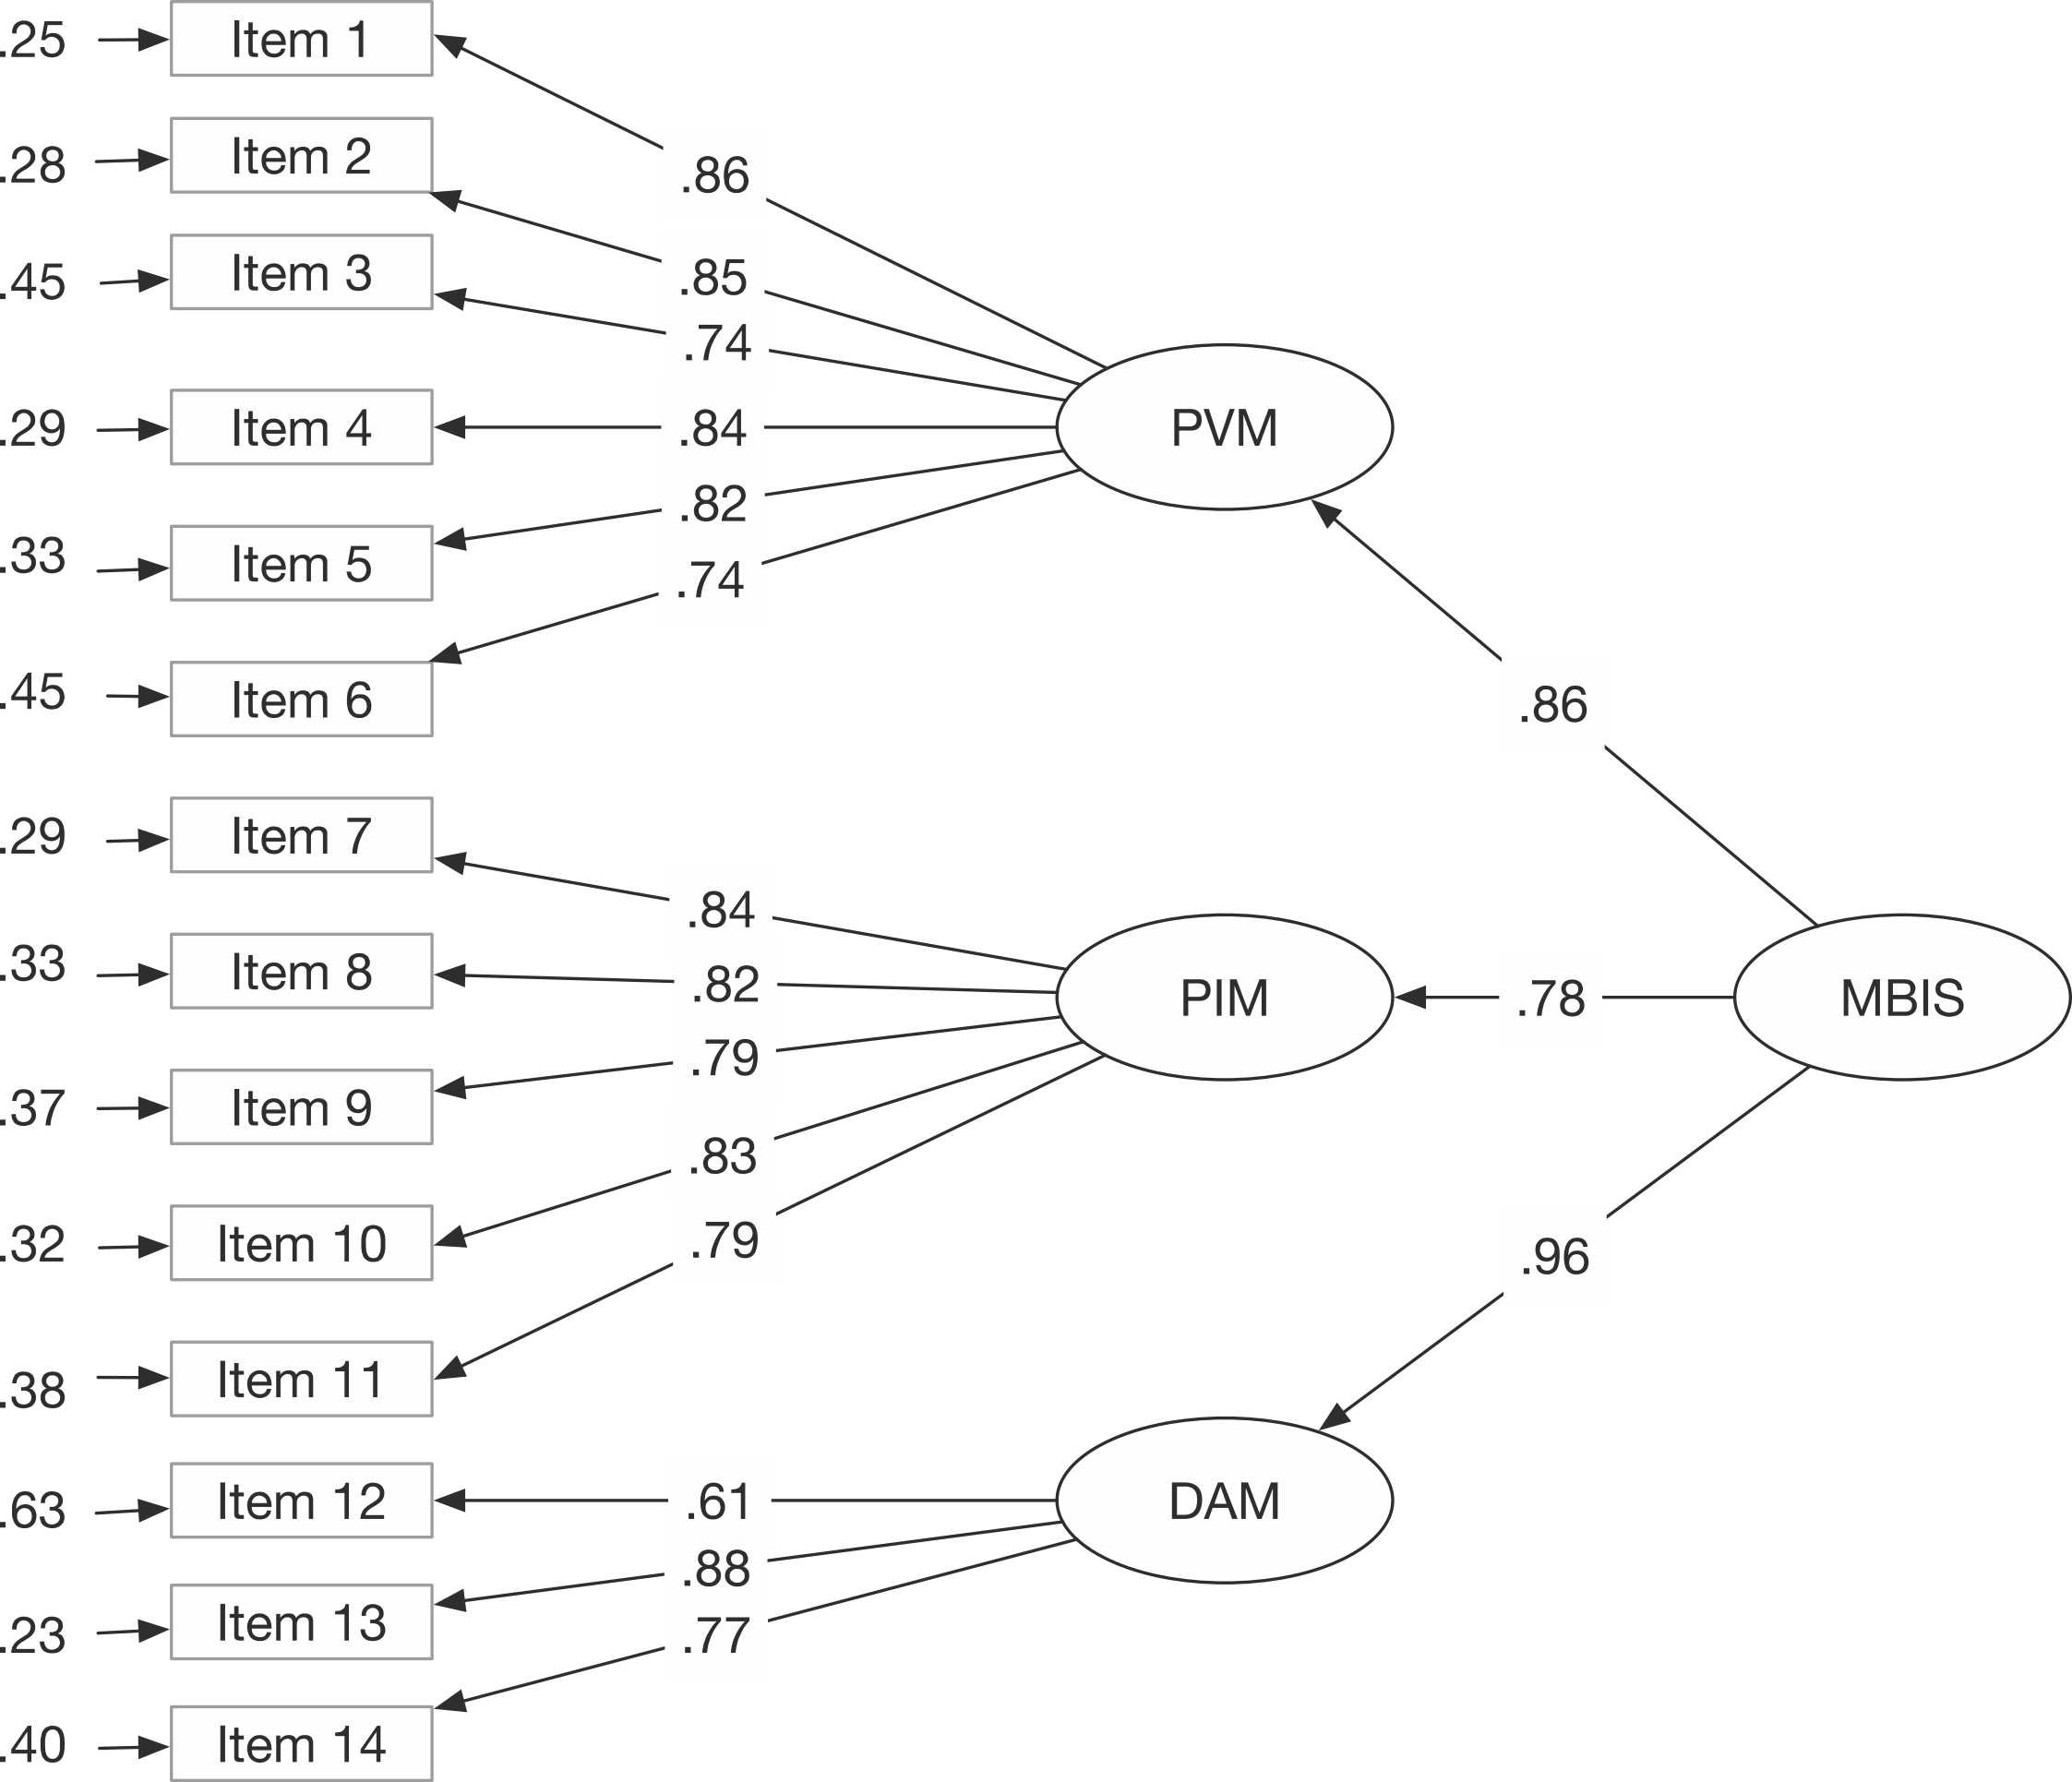 .25 Item 1
.28 Item 2
.86
.45 Item 3
.85
.74
.29 Item 4 .84 PVM
.33 Item 5 .82
.74
.45 Item 6
.86
.29 Item 7
.84
.33 Item 8 .82 PIM .78 MBIS
.37 Item 9 .79
.83
.32 Item 10 .79
.96
.38 Item 11
.63 Item 12 .61 DAM
.88
.23 Item 13 .77
.40 Item 14